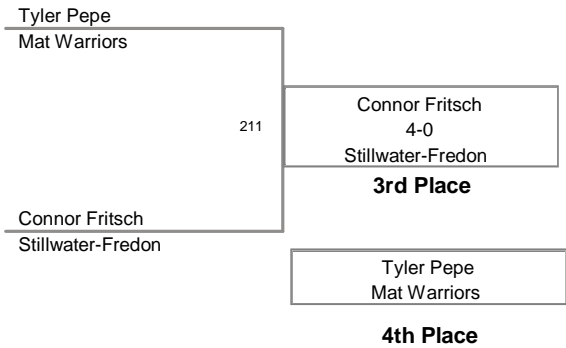 Tyler Pepe
Mat Warriors
211
Connor Fritsch
4-0
Stillwater-Fredon
3rd Place
Connor Fritsch
Stillwater-Fredon
Tyler Pepe
Mat Warriors
4th Place